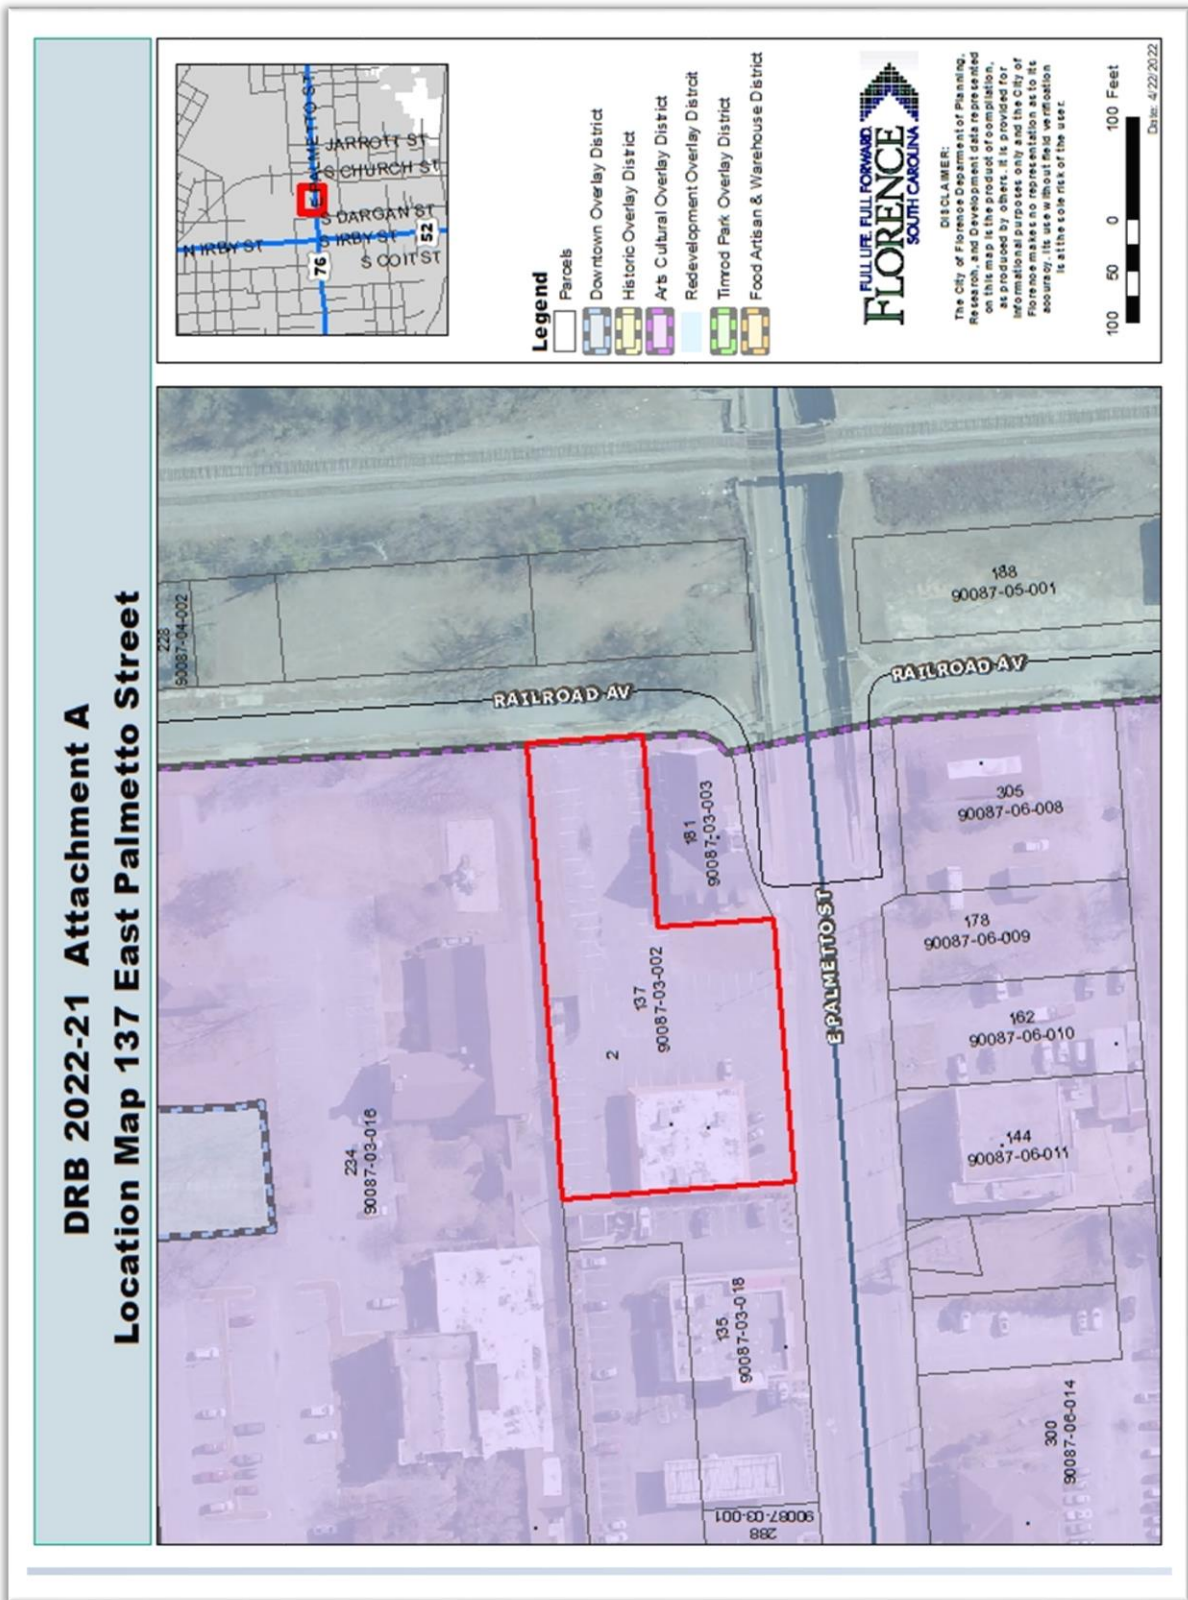 DRB 2022-21 Attachment A
Location Map 137 East Palmetto Street
228
90087-04-002
RAILROAD AV
188
90087-05-001
RAILROAD AV
181
90087-03-003
305
90087-06-008
178
90087-06-009
137
90087-03-002
2
E PALMETTO ST
162
90087-06-010
144
90087-06-011
234
90087-03-016
135
90087-03-018
288
90087-03-001
300
90087-06-014
E PALMETTO ST
JARROTT ST
S CHURCH ST
S DARGAN ST
N IRBY ST
S IRBY ST
52
76
S COIT ST
Legend
Parcels
Downtown Overlay District
Historic Overlay District
Arts Cultural Overlay District
Redevelopment Overlay Distrcit
Timrod Park Overlay District
Food Artisan & Warehouse District
FULL LIFE. FULL FORWARD.
FLORENCE
SOUTH CAROLINA
DISCLAIMER:
The City of Florence Deparment of Planning,
Research, and Development data represented
on this map is the product of compilation,
as produced by others. It is provided for
informational purposes only and the City of
Florence makes no representation as to its
accuracy. Its use without field verification
is at the sole risk of the user.
100 50 0 100 Feet
Date: 4/22/2022